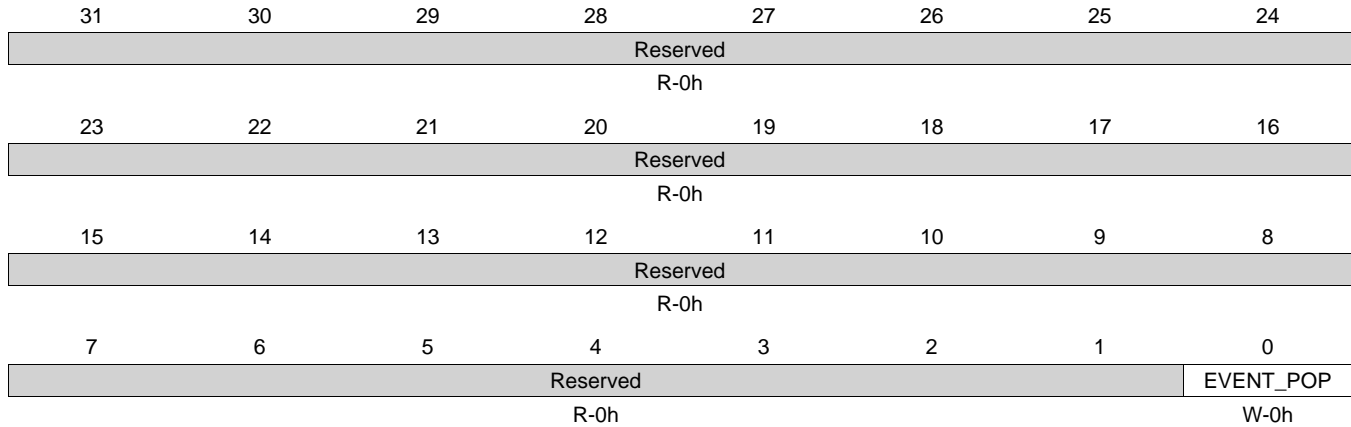 31 30 29 28 27 26 25 24
Reserved
R-0h
23 22 21 20 19 18 17 16
Reserved
R-0h
15 14 13 12 11 10 9 8
Reserved
R-0h
7 6 5 4 3 2 1 0
Reserved EVENT_POP
R-0h W-0h